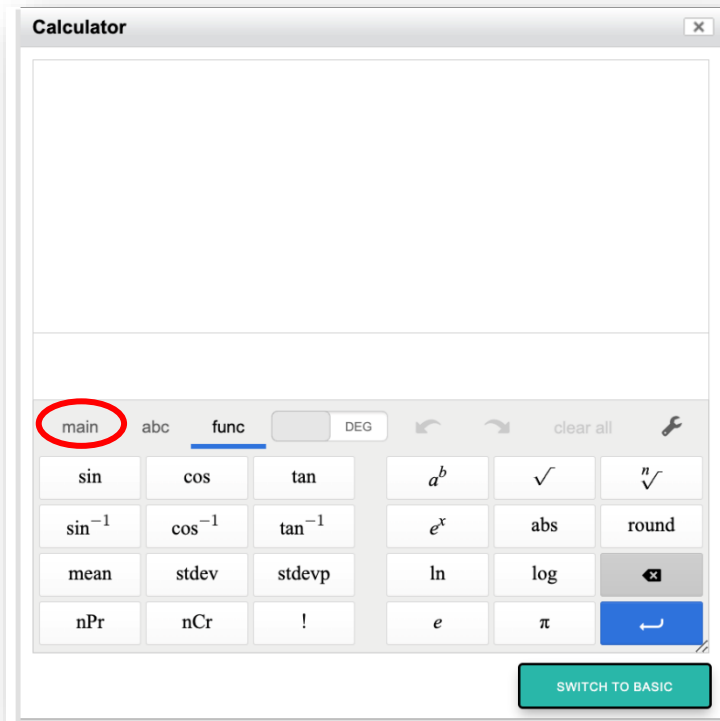 Calculator
main abc func DEG clear all
sin cos tan a^b √ ⁿ√
sin⁻¹ cos⁻¹ tan⁻¹ eˣ abs round
mean stdev stdevp ln log
nPr nCr ! e π
SWITCH TO BASIC